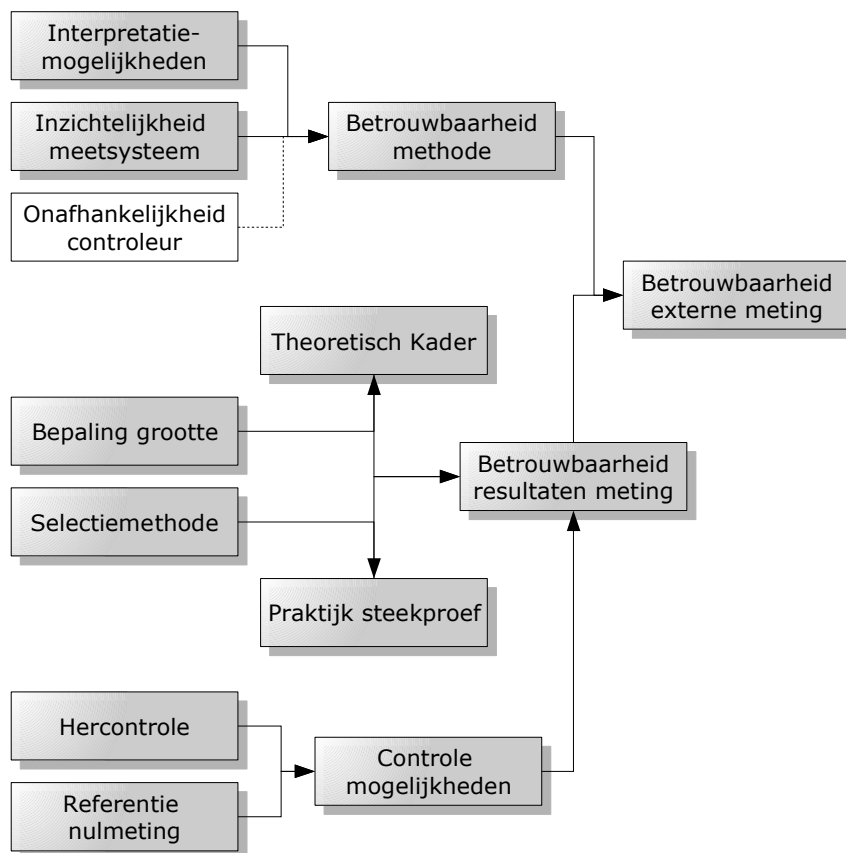 Interpretatie-
mogelijkheden
Inzichtelijkheid
meetsysteem
Onafhankelijkheid
controleur
Betrouwbaarheid
methode
Betrouwbaarheid
externe meting
Theoretisch Kader
Bepaling grootte
Selectiemethode
Betrouwbaarheid
resultaten meting
Praktijk steekproef
Hercontrole
Referentie
nulmeting
Controle
mogelijkheden